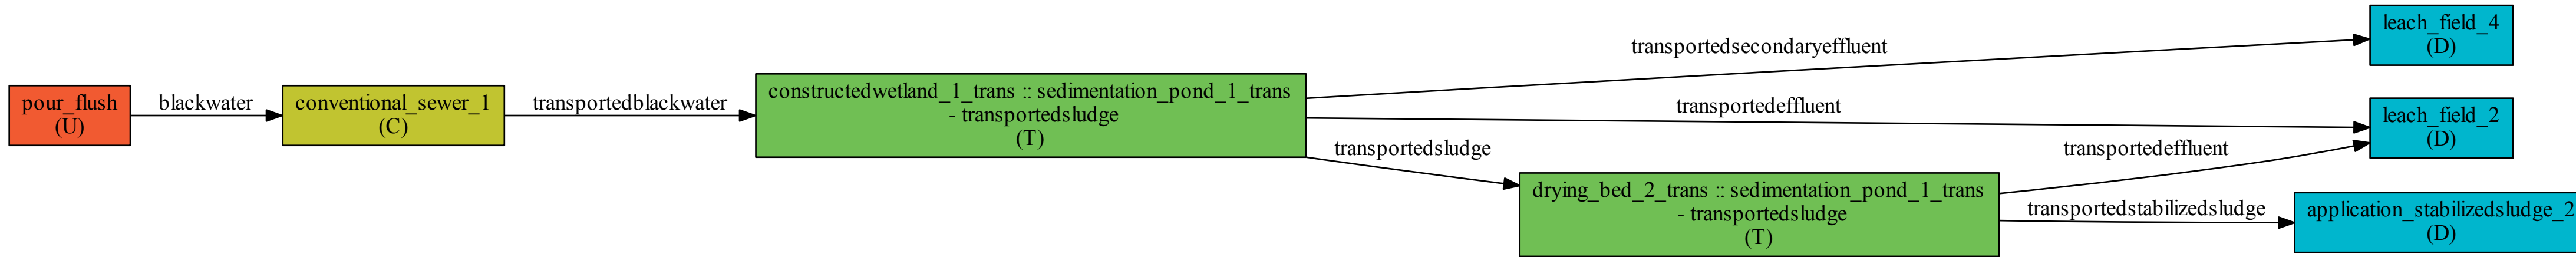 pour_flush
(U)
blackwater
conventional_sewer_1
(C)
transportedblackwater
constructedwetland_1_trans :: sedimentation_pond_1_trans
- transportedsludge
(T)
transportedsecondaryeffluent
transportedeffluent
transportedsludge
leach_field_4
(D)
leach_field_2
(D)
drying_bed_2_trans :: sedimentation_pond_1_trans
- transportedsludge
(T)
transportedeffluent
transportedstabilizedsludge
application_stabilizedsludge_2
(D)